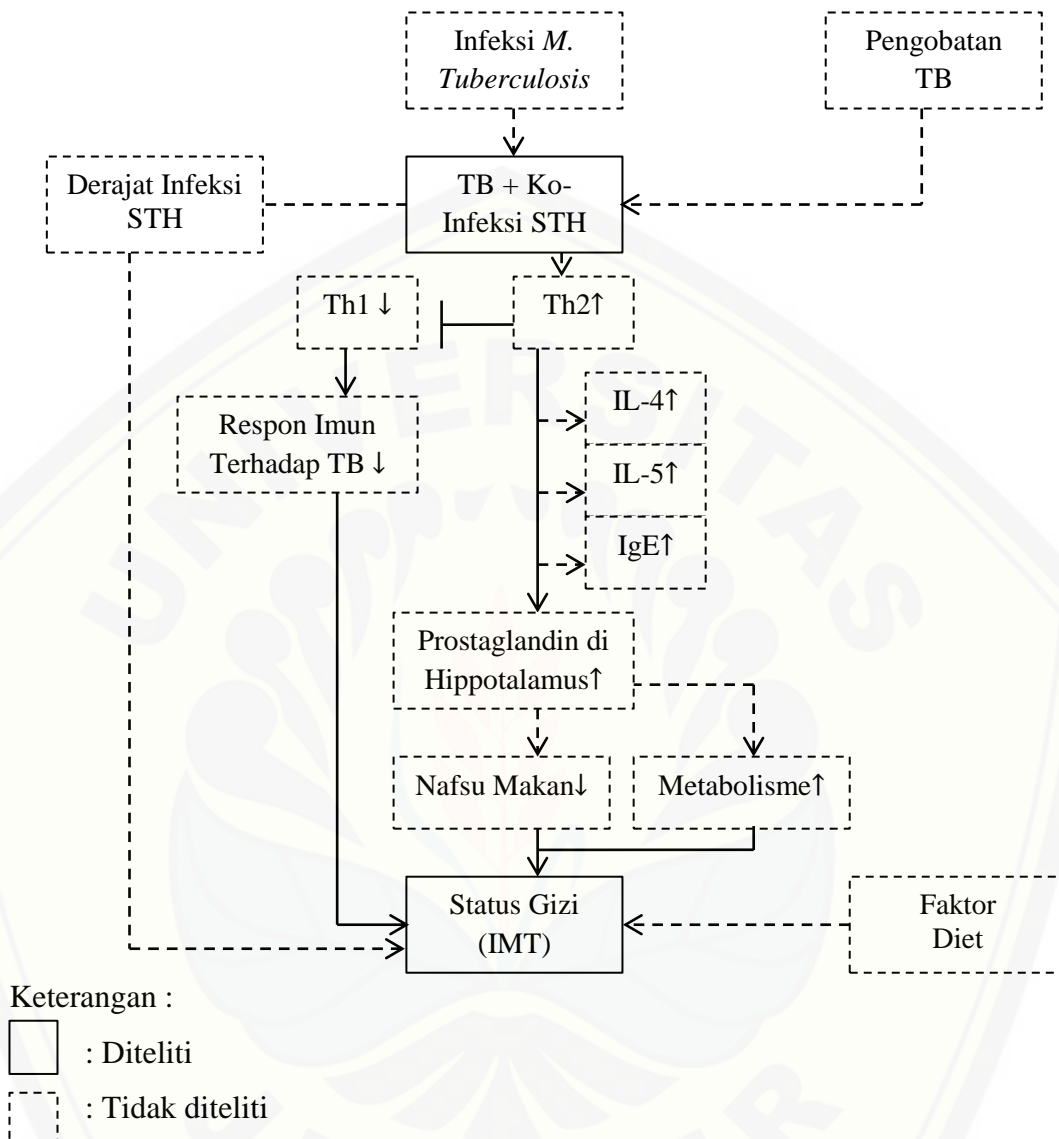 Infeksi M.
Tuberculosis
Pengobatan
TB
Derajat Infeksi
STH
TB + Ko-
Infeksi STH
Th1 ↓
Th2↑
IL-4↑
Respon Imun
Terhadap TB ↓
IL-5↑
IgE↑
Prostaglandin di
Hippotalamus↑
Nafsu Makan↓
Metabolisme↑
Status Gizi
(IMT)
Faktor
Diet
Keterangan :
: Diteliti
: Tidak diteliti
UNIVERSITAS